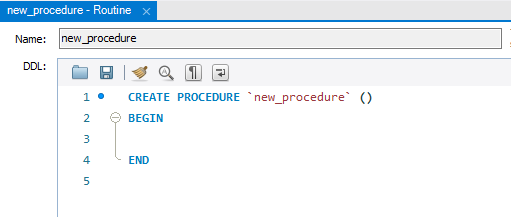 new_procedure - Routine ×
Name: new_procedure
DDL:
1 CREATE PROCEDURE `new_procedure` ()
2 BEGIN
3
4 END
5